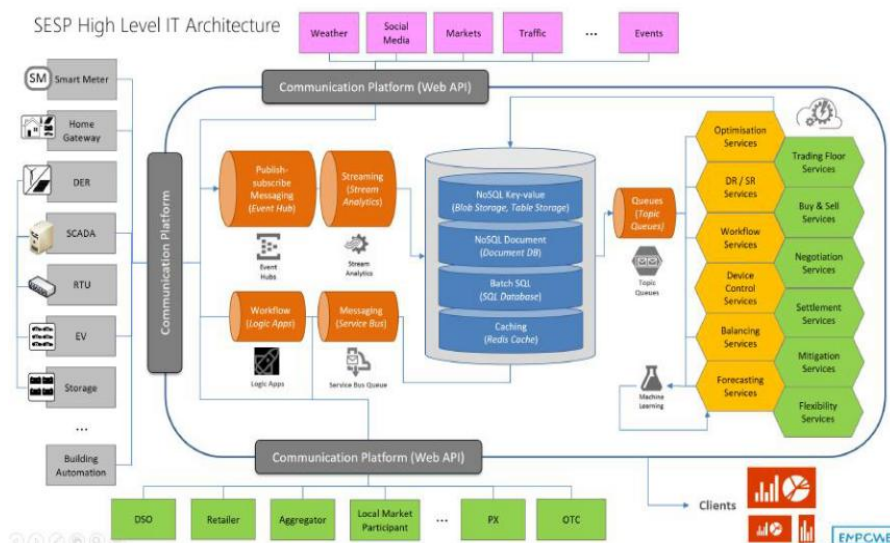 SESP High Level IT Architecture
Weather
Social
Media
Markets
Traffic
...
Events
Communication Platform (Web API)
SM
Smart Meter
Home
Gateway
DER
SCADA
RTU
EV
Storage
...
Building
Automation
Communication Platform
Publish-
subscribe
Messaging
(Event Hub)
Streaming
(Stream
Analytics)
Event
Hubs
Stream
Analytics
Workflow
(Logic Apps)
Messaging
(Service Bus)
Logic Apps
Service Bus Queue
NoSQL Key-value
(Blob Storage, Table Storage)
NoSQL Document
(Document DB)
Batch SQL
(SQL Database)
Caching
(Redis Cache)
Queues
(Topic
Queues)
Topic
Queues
Machine
Learning
Optimisation
Services
DR / SR
Services
Workflow
Services
Device
Control
Services
Balancing
Services
Forecasting
Services
Trading Floor
Services
Buy & Sell
Services
Negotiation
Services
Settlement
Services
Mitigation
Services
Flexibility
Services
Communication Platform (Web API)
DSO
Retailer
Aggregator
Local Market
Participant
...
PX
OTC
Clients